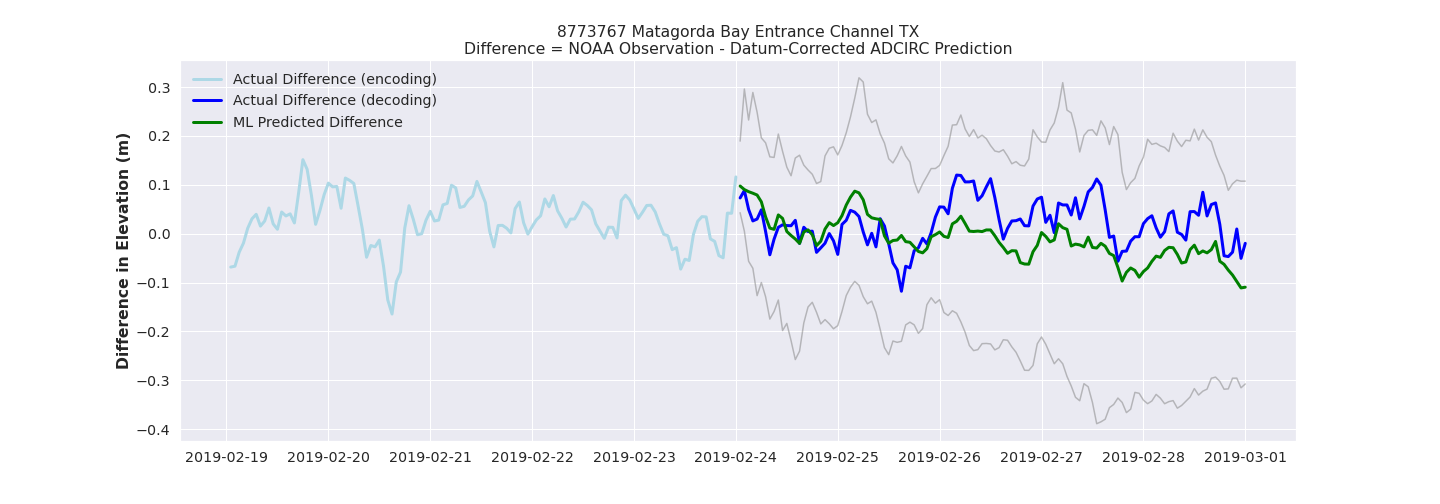 8773767 Matagorda Bay Entrance Channel TX
Difference = NOAA Observation - Datum-Corrected ADCIRC Prediction
Actual Difference (encoding)
Actual Difference (decoding)
ML Predicted Difference
Difference in Elevation (m)
0.3
0.2
0.1
0.0
−0.1
−0.2
−0.3
−0.4
2019-02-19 2019-02-20 2019-02-21 2019-02-22 2019-02-23 2019-02-24 2019-02-25 2019-02-26 2019-02-27 2019-02-28 2019-03-01